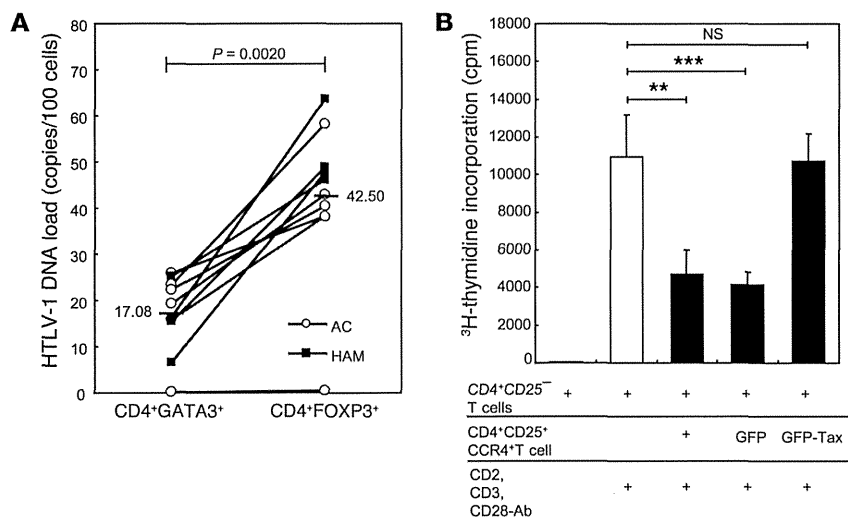 A
HTLV-1 DNA load (copies/100 cells)
80
70
60
50
40
30
20
10
0
P = 0.0020
17.08
42.50
AC
HAM
CD4⁺GATA3⁺
CD4⁺FOXP3⁺
B
³H-thymidine incorporation (cpm)
18000
16000
14000
12000
10000
8000
6000
4000
2000
0
NS
***
**
CD4⁺CD25⁻ + + + + +
T cells
CD4⁺CD25⁺ + GFP GFP-Tax
CCR4⁺T cell
CD2,
CD3, + + + +
CD28-Ab